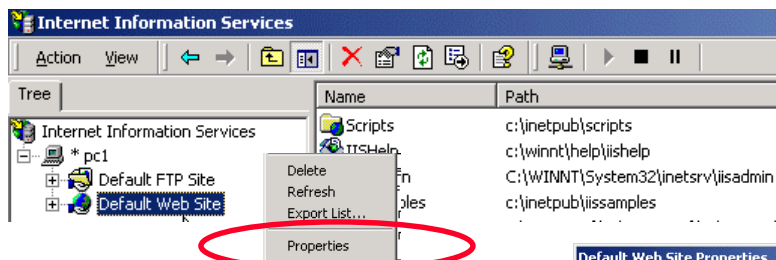 Internet Information Services
Action View
Tree
Name Path
Internet Information Services
* pc1
Default FTP Site
Default Web Site
Scripts c:\inetpub\scripts
IISHelp c:\winnt\help\iishelp
C:\WINNT\System32\inetsrv\iisadmin
c:\inetpub\iissamples
Delete
Refresh
Export List...
Properties
Default Web Site Properties